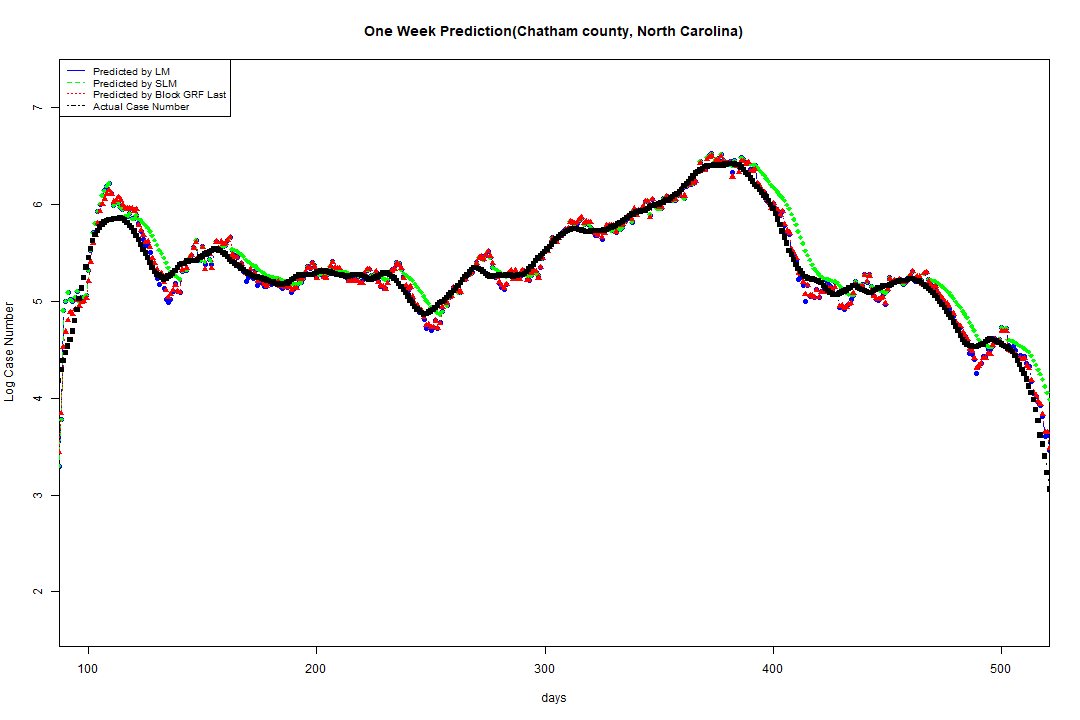 One Week Prediction(Chatham county, North Carolina)
Predicted by LM
Predicted by SLM
Predicted by Block GRF Last
Actual Case Number
7
6
5
4
3
2
Log Case Number
100 200 300 400 500
days